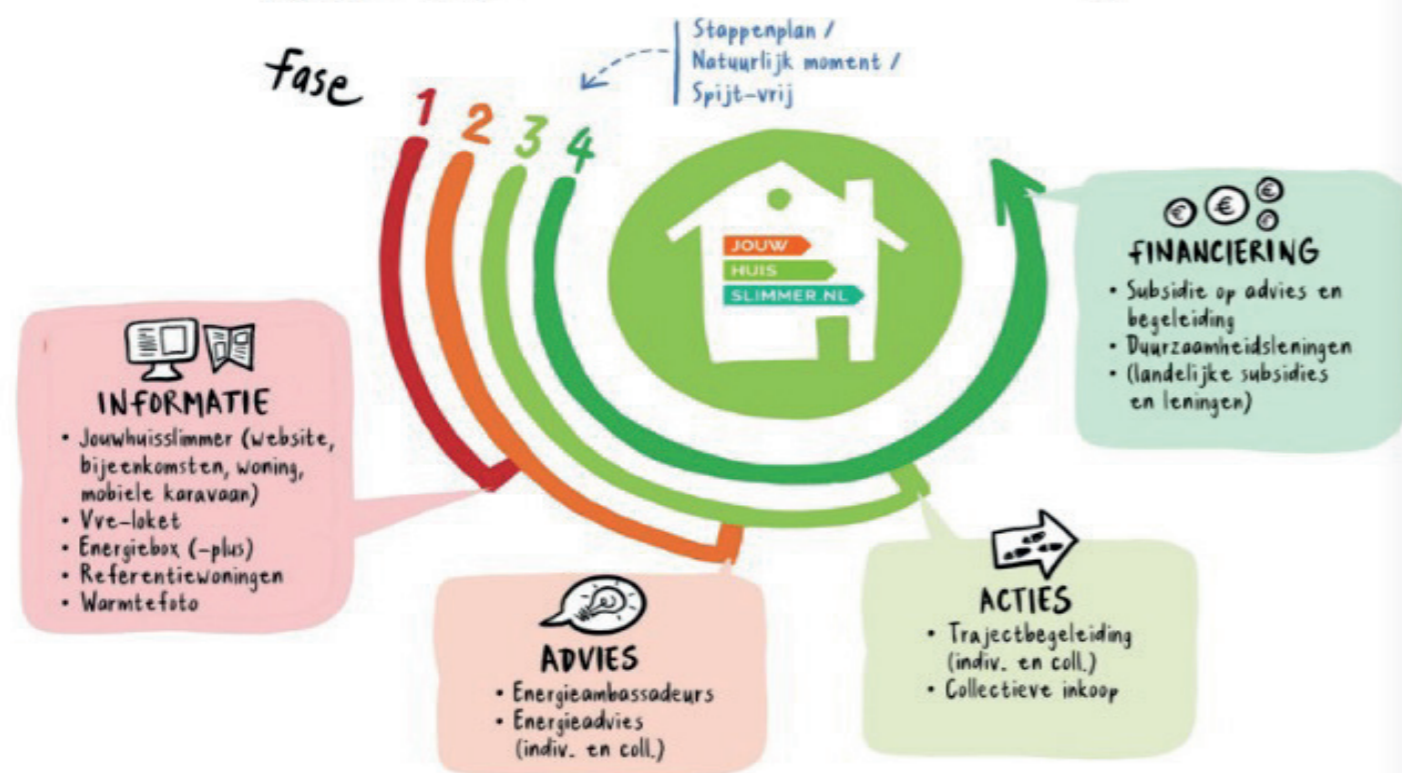 fase
1
2
3
4
Stappenplan /
Natuurlijk moment /
Spijt-vrij
JOUW
HUIS
SLIMMER.NL
INFORMATIE
• Jouwhuisslimmer (website,
bijeenkomsten, woning,
mobiele karavaan)
• Vve-loket
• Energiebox (-plus)
• Referentiewoningen
• Warmtefoto
ADVIES
• Energieambassadeurs
• Energieadvies
(indiv. en coll.)
ACTIES
• Trajectbegeleiding
(indiv. en coll.)
• Collectieve inkoop
€ € € €
FINANCIERING
• Subsidie op advies en
begeleiding
• Duurzaamheidsleningen
• (landelijke subsidies
en leningen)